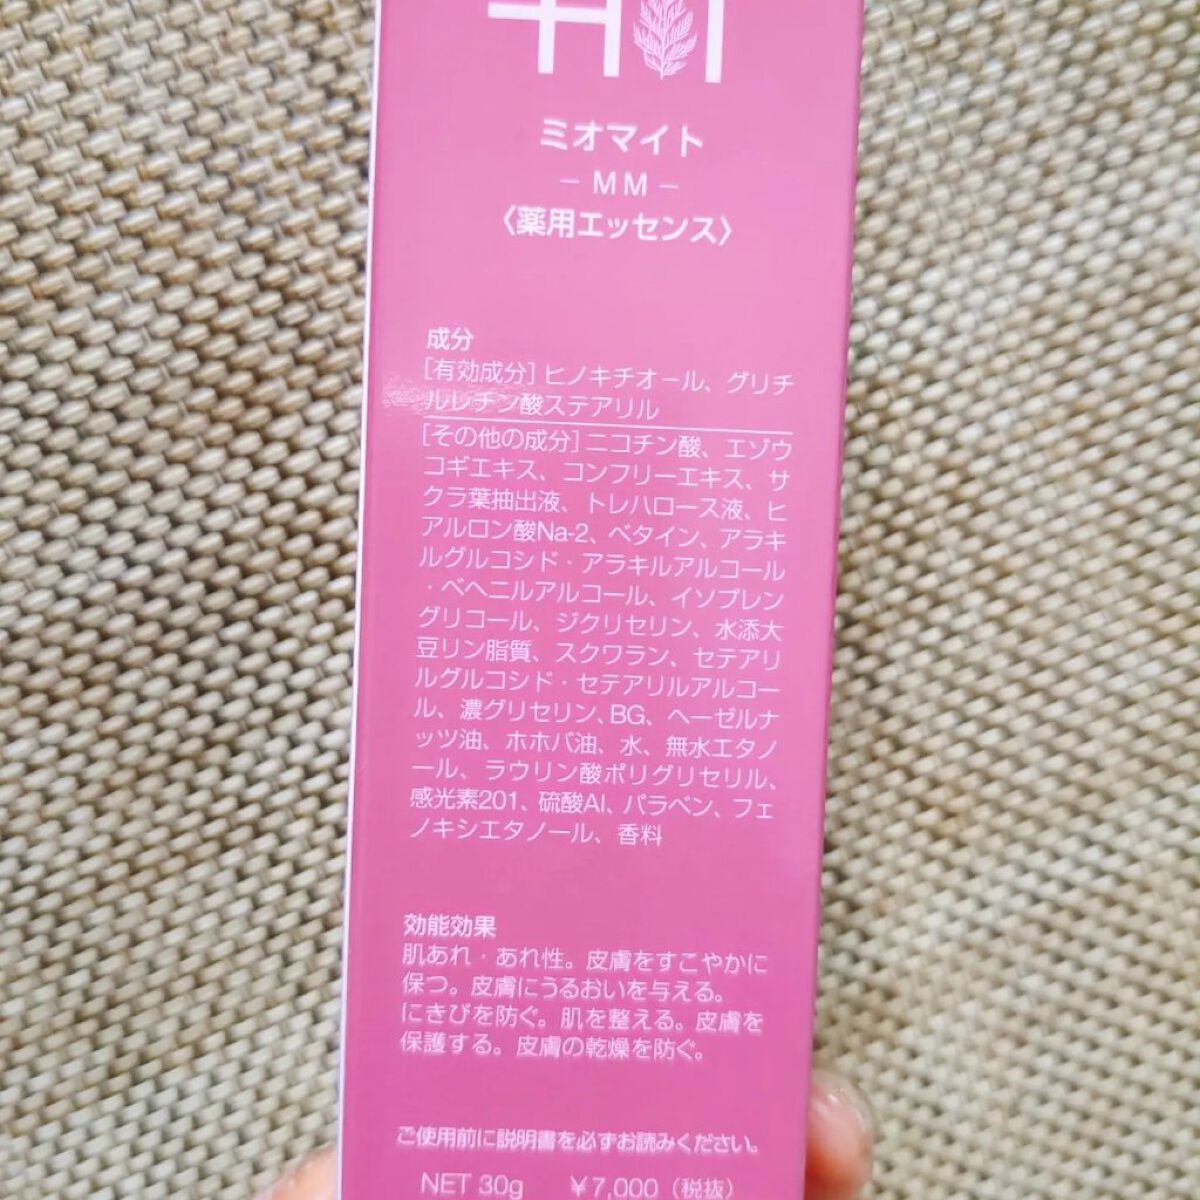 ミオマイト
− MM −
〈薬用エッセンス〉
成分
[有効成分] ヒノキチオール、グリチ
ルレチン酸ステアリル
[その他の成分] ニコチン酸、エゾウ
コギエキス、コンフリーエキス、サ
クラ葉抽出液、トレハロース液、ヒ
アルロン酸Na-2、ベタイン、アラキ
ルグルコシド・アラキルアルコール
・ベヘニルアルコール、イソプレン
グリコール、ジクリセリン、水添大
豆リン脂質、スクワラン、セテアリ
ルグルコシド・セテアリルアルコー
ル、濃グリセリン、BG、ヘーゼルナ
ッツ油、ホホバ油、水、無水エタノ
ール、ラウリン酸ポリグリセリル、
感光素201、硫酸Al、パラベン、フェ
ノキシエタノール、香料
効能効果
肌あれ・あれ性。皮膚をすこやかに
保つ。皮膚にうるおいを与える。
にきびを防ぐ。肌を整える。皮膚を
保護する。皮膚の乾燥を防ぐ。
ご使用前に説明書を必ずお読みください。
NET 30g ￥7,000（税抜）